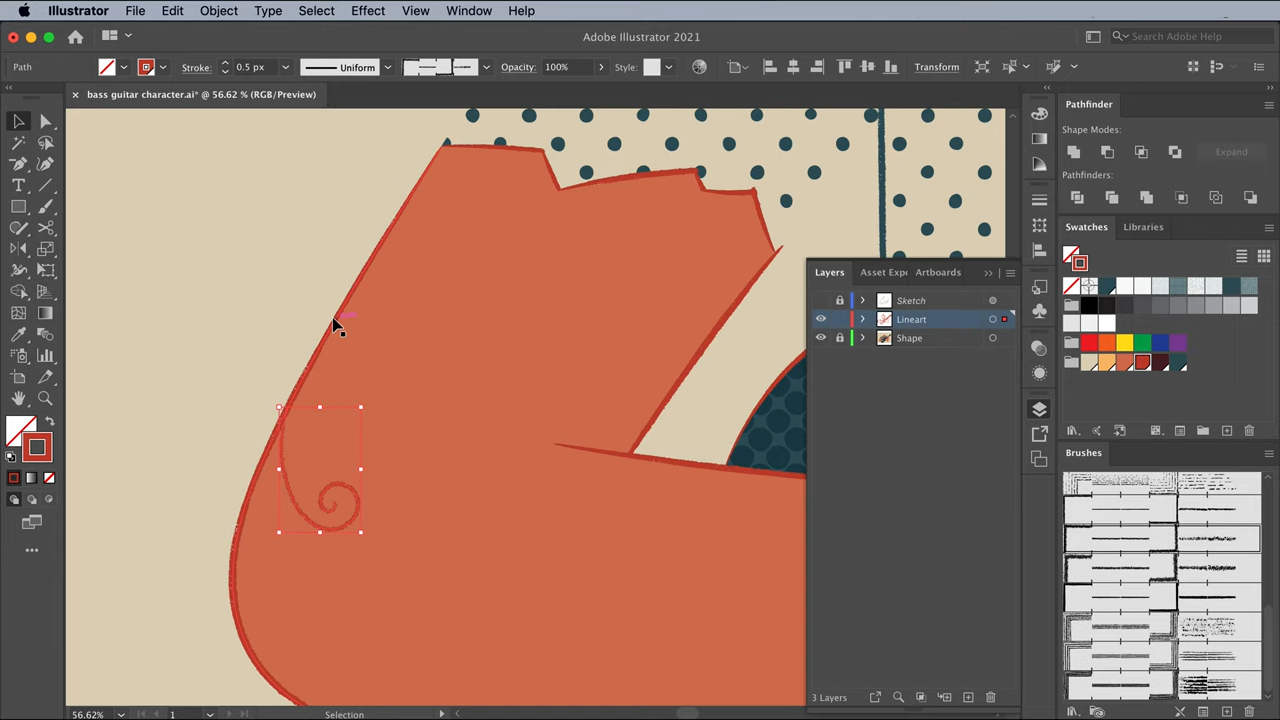 Illustrator File Edit Object Type Select Effect View Window Help
Adobe Illustrator 2021
Search Adobe Help
Path Stroke: 0.5 px Uniform Opacity: 100% Style: Transform
bass guitar character.ai* @ 56.62 % (RGB/Preview)
Pathfinder
Shape Modes:
Expand
Pathfinders:
Swatches Libraries
Layers Asset Expo Artboards
Sketch
Lineart
Shape
Brushes
3 Layers
56.62% 1 Selection